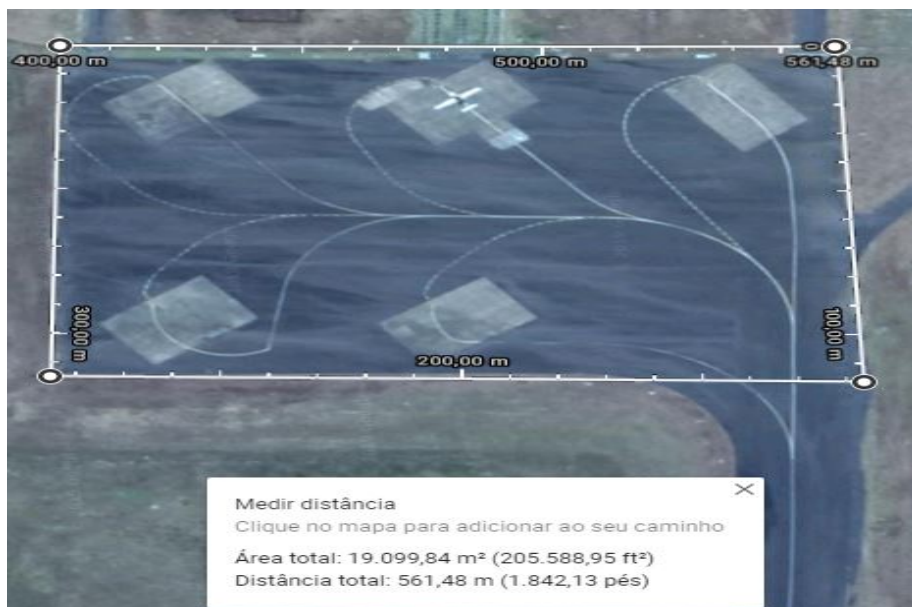 0
400,00 m
500,00 m
561,48 m
300,00 m
100,00 m
200,00 m
Medir distância
Clique no mapa para adicionar ao seu caminho
Área total: 19.099,84 m² (205.588,95 ft²)
Distância total: 561,48 m (1.842,13 pés)